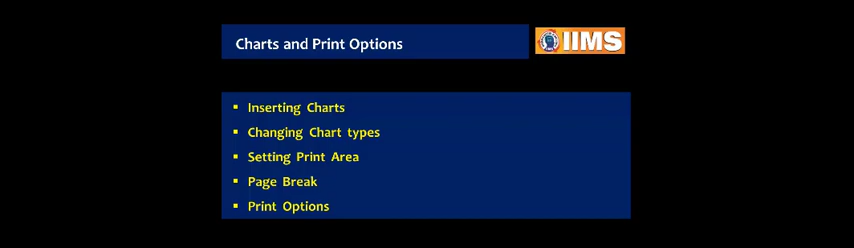 Charts and Print Options
IIMS
▪ Inserting Charts
▪ Changing Chart types
▪ Setting Print Area
▪ Page Break
▪ Print Options